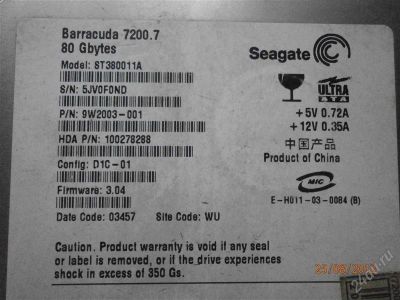 Barracuda 7200.7
80 Gbytes
Model: ST380011A
S/N: 5JV0F0ND
P/N: 9W2003-001
HDA P/N: 100278288
Config: D1C-01
Firmware: 3.04
Date Code: 03457 Site Code: WU
Seagate
ULTRA
ATA
+5V 0.72A
+12V 0.35A
中国产品
Product of China
MIC
E-H011-03-0084 (B)
Caution. Product warranty is void if any seal
or label is removed, or if the drive experiences
shock in excess of 350 Gs.